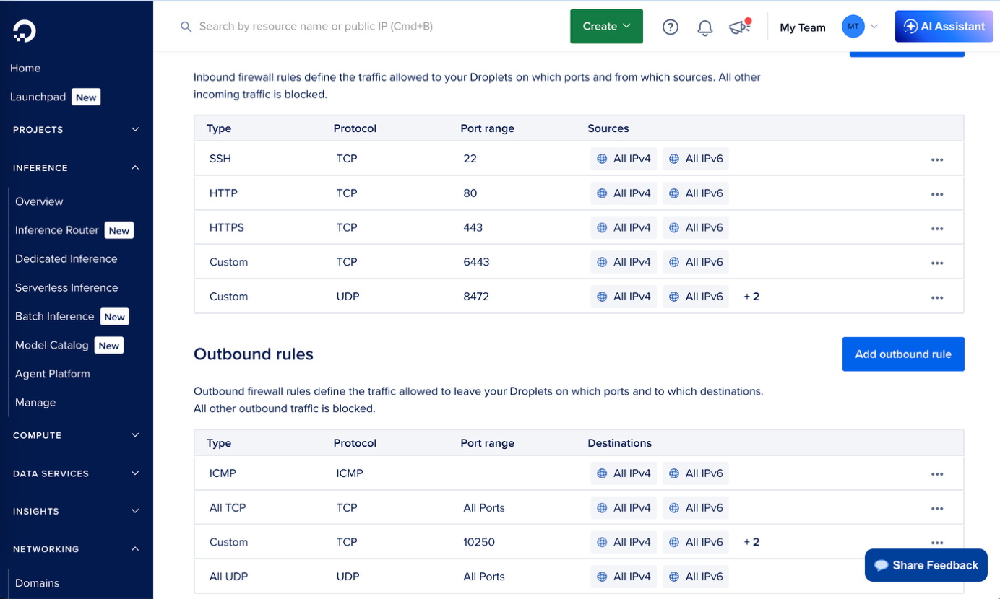 Search by resource name or public IP (Cmd+B)
Create
My Team
MT
AI Assistant
Home
Launchpad New
PROJECTS
INFERENCE
Overview
Inference Router New
Dedicated Inference
Serverless Inference
Batch Inference New
Model Catalog New
Agent Platform
Manage
COMPUTE
DATA SERVICES
INSIGHTS
NETWORKING
Domains
Inbound firewall rules define the traffic allowed to your Droplets on which ports and from which sources. All other
incoming traffic is blocked.
Type Protocol Port range Sources
SSH TCP 22 All IPv4 All IPv6
HTTP TCP 80 All IPv4 All IPv6
HTTPS TCP 443 All IPv4 All IPv6
Custom TCP 6443 All IPv4 All IPv6
Custom UDP 8472 All IPv4 All IPv6 + 2
Outbound rules
Add outbound rule
Outbound firewall rules define the traffic allowed to leave your Droplets on which ports and to which destinations.
All other outbound traffic is blocked.
Type Protocol Port range Destinations
ICMP ICMP All IPv4 All IPv6
All TCP TCP All Ports All IPv4 All IPv6
Custom TCP 10250 All IPv4 All IPv6 + 2
All UDP UDP All Ports All IPv4 All IPv6
Share Feedback